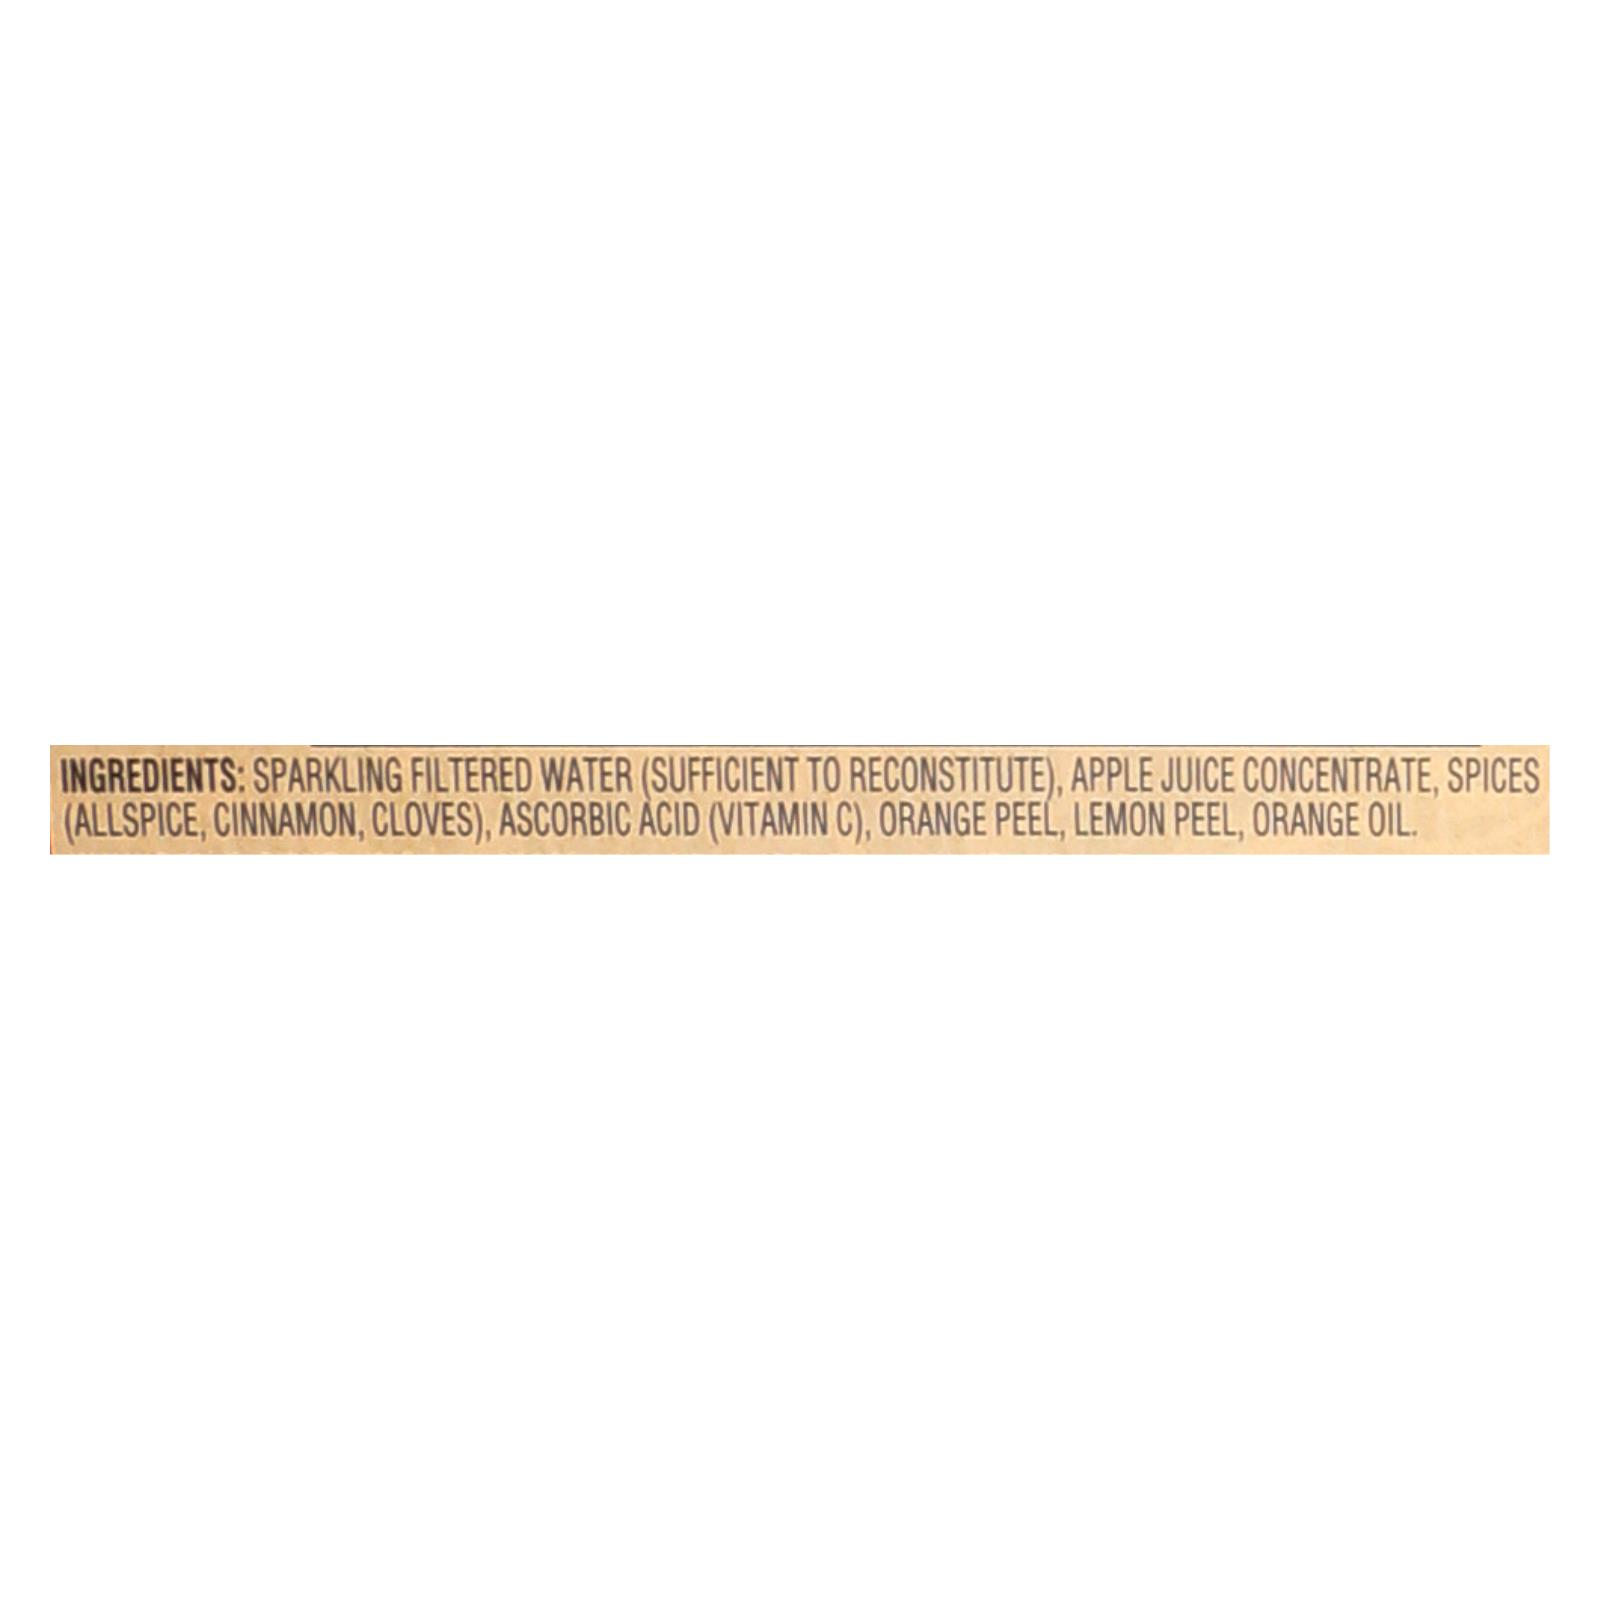 INGREDIENTS: SPARKLING FILTERED WATER (SUFFICIENT TO RECONSTITUTE), APPLE JUICE CONCENTRATE, SPICES
(ALLSPICE, CINNAMON, CLOVES), ASCORBIC ACID (VITAMIN C), ORANGE PEEL, LEMON PEEL, ORANGE OIL.